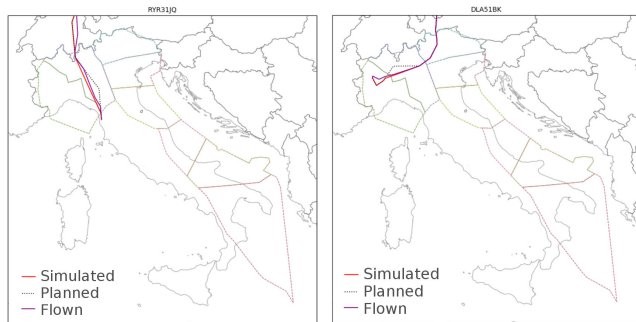 RYR31JQ
DLA51BK
Simulated
Planned
Flown
Simulated
Planned
Flown